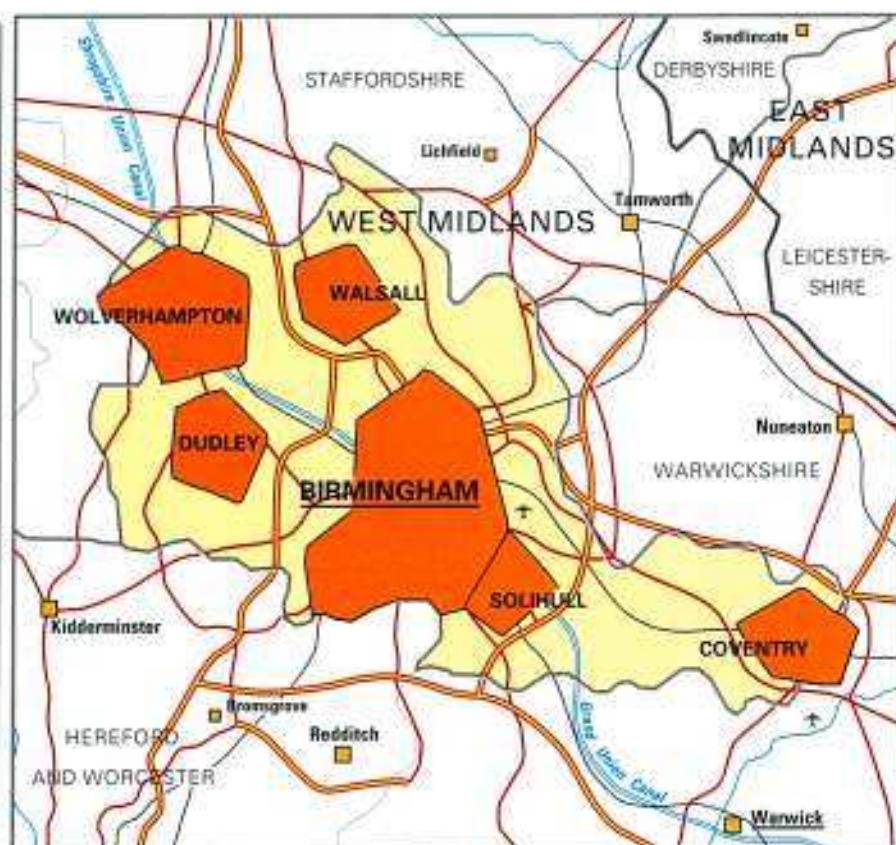 Swadlincote
DERBYSHIRE
STAFFORDSHIRE
EAST
MIDLANDS
Shropshire Union Canal
Lichfield
Tamworth
WEST MIDLANDS
LEICESTER-
SHIRE
WALSALL
WOLVERHAMPTON
Nuneaton
DUDLEY
WARWICKSHIRE
BIRMINGHAM
SOLIHULL
Kidderminster
COVENTRY
Bromsgrove
Grand Union Canal
HEREFORD
AND WORCESTER
Redditch
Warwick